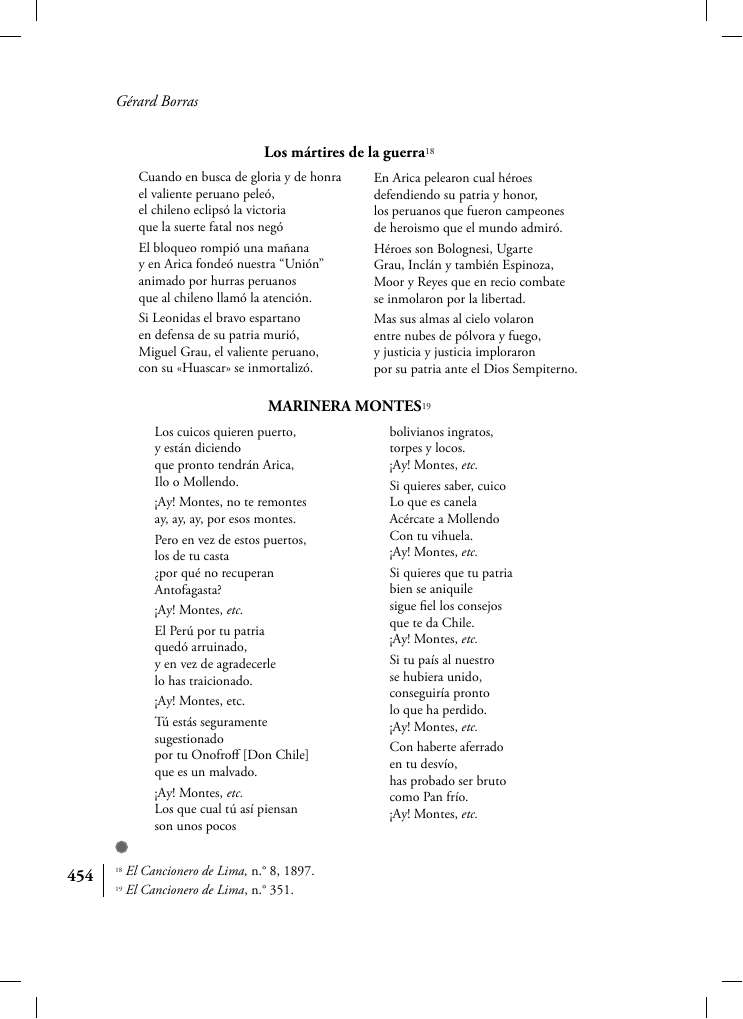 Gérard Borras
Los mártires de la guerra18
Cuando en busca de gloria y de honra
el valiente peruano peleó,
el chileno eclipsó la victoria
que la suerte fatal nos negó
El bloqueo rompió una mañana
y en Arica fondeó nuestra “Unión”
animado por hurras peruanos
que al chileno llamó la atención.
Si Leonidas el bravo espartano
en defensa de su patria murió,
Miguel Grau, el valiente peruano,
con su «Huascar» se inmortalizó.
En Arica pelearon cual héroes
defendiendo su patria y honor,
los peruanos que fueron campeones
de heroismo que el mundo admiró.
Héroes son Bolognesi, Ugarte
Grau, Inclán y también Espinoza,
Moor y Reyes que en recio combate
se inmolaron por la libertad.
Mas sus almas al cielo volaron
entre nubes de pólvora y fuego,
y justicia y justicia imploraron
por su patria ante el Dios Sempiterno.
MARINERA MONTES19
Los cuicos quieren puerto,
y están diciendo
que pronto tendrán Arica,
Ilo o Mollendo.
¡Ay! Montes, no te remontes
ay, ay, ay, por esos montes.
Pero en vez de estos puertos,
los de tu casta
¿por qué no recuperan
Antofagasta?
¡Ay! Montes, etc.
El Perú por tu patria
quedó arruinado,
y en vez de agradecerle
lo has traicionado.
¡Ay! Montes, etc.
Tú estás seguramente
sugestionado
por tu Onofroff [Don Chile]
que es un malvado.
¡Ay! Montes, etc.
Los que cual tú así piensan
son unos pocos
bolivianos ingratos,
torpes y locos.
¡Ay! Montes, etc.
Si quieres saber, cuico
Lo que es canela
Acércate a Mollendo
Con tu vihuela.
¡Ay! Montes, etc.
Si quieres que tu patria
bien se aniquile
sigue fiel los consejos
que te da Chile.
¡Ay! Montes, etc.
Si tu país al nuestro
se hubiera unido,
conseguiría pronto
lo que ha perdido.
¡Ay! Montes, etc.
Con haberte aferrado
en tu desvío,
has probado ser bruto
como Pan frío.
¡Ay! Montes, etc.
454
18 El Cancionero de Lima, n.° 8, 1897.
19 El Cancionero de Lima, n.° 351.